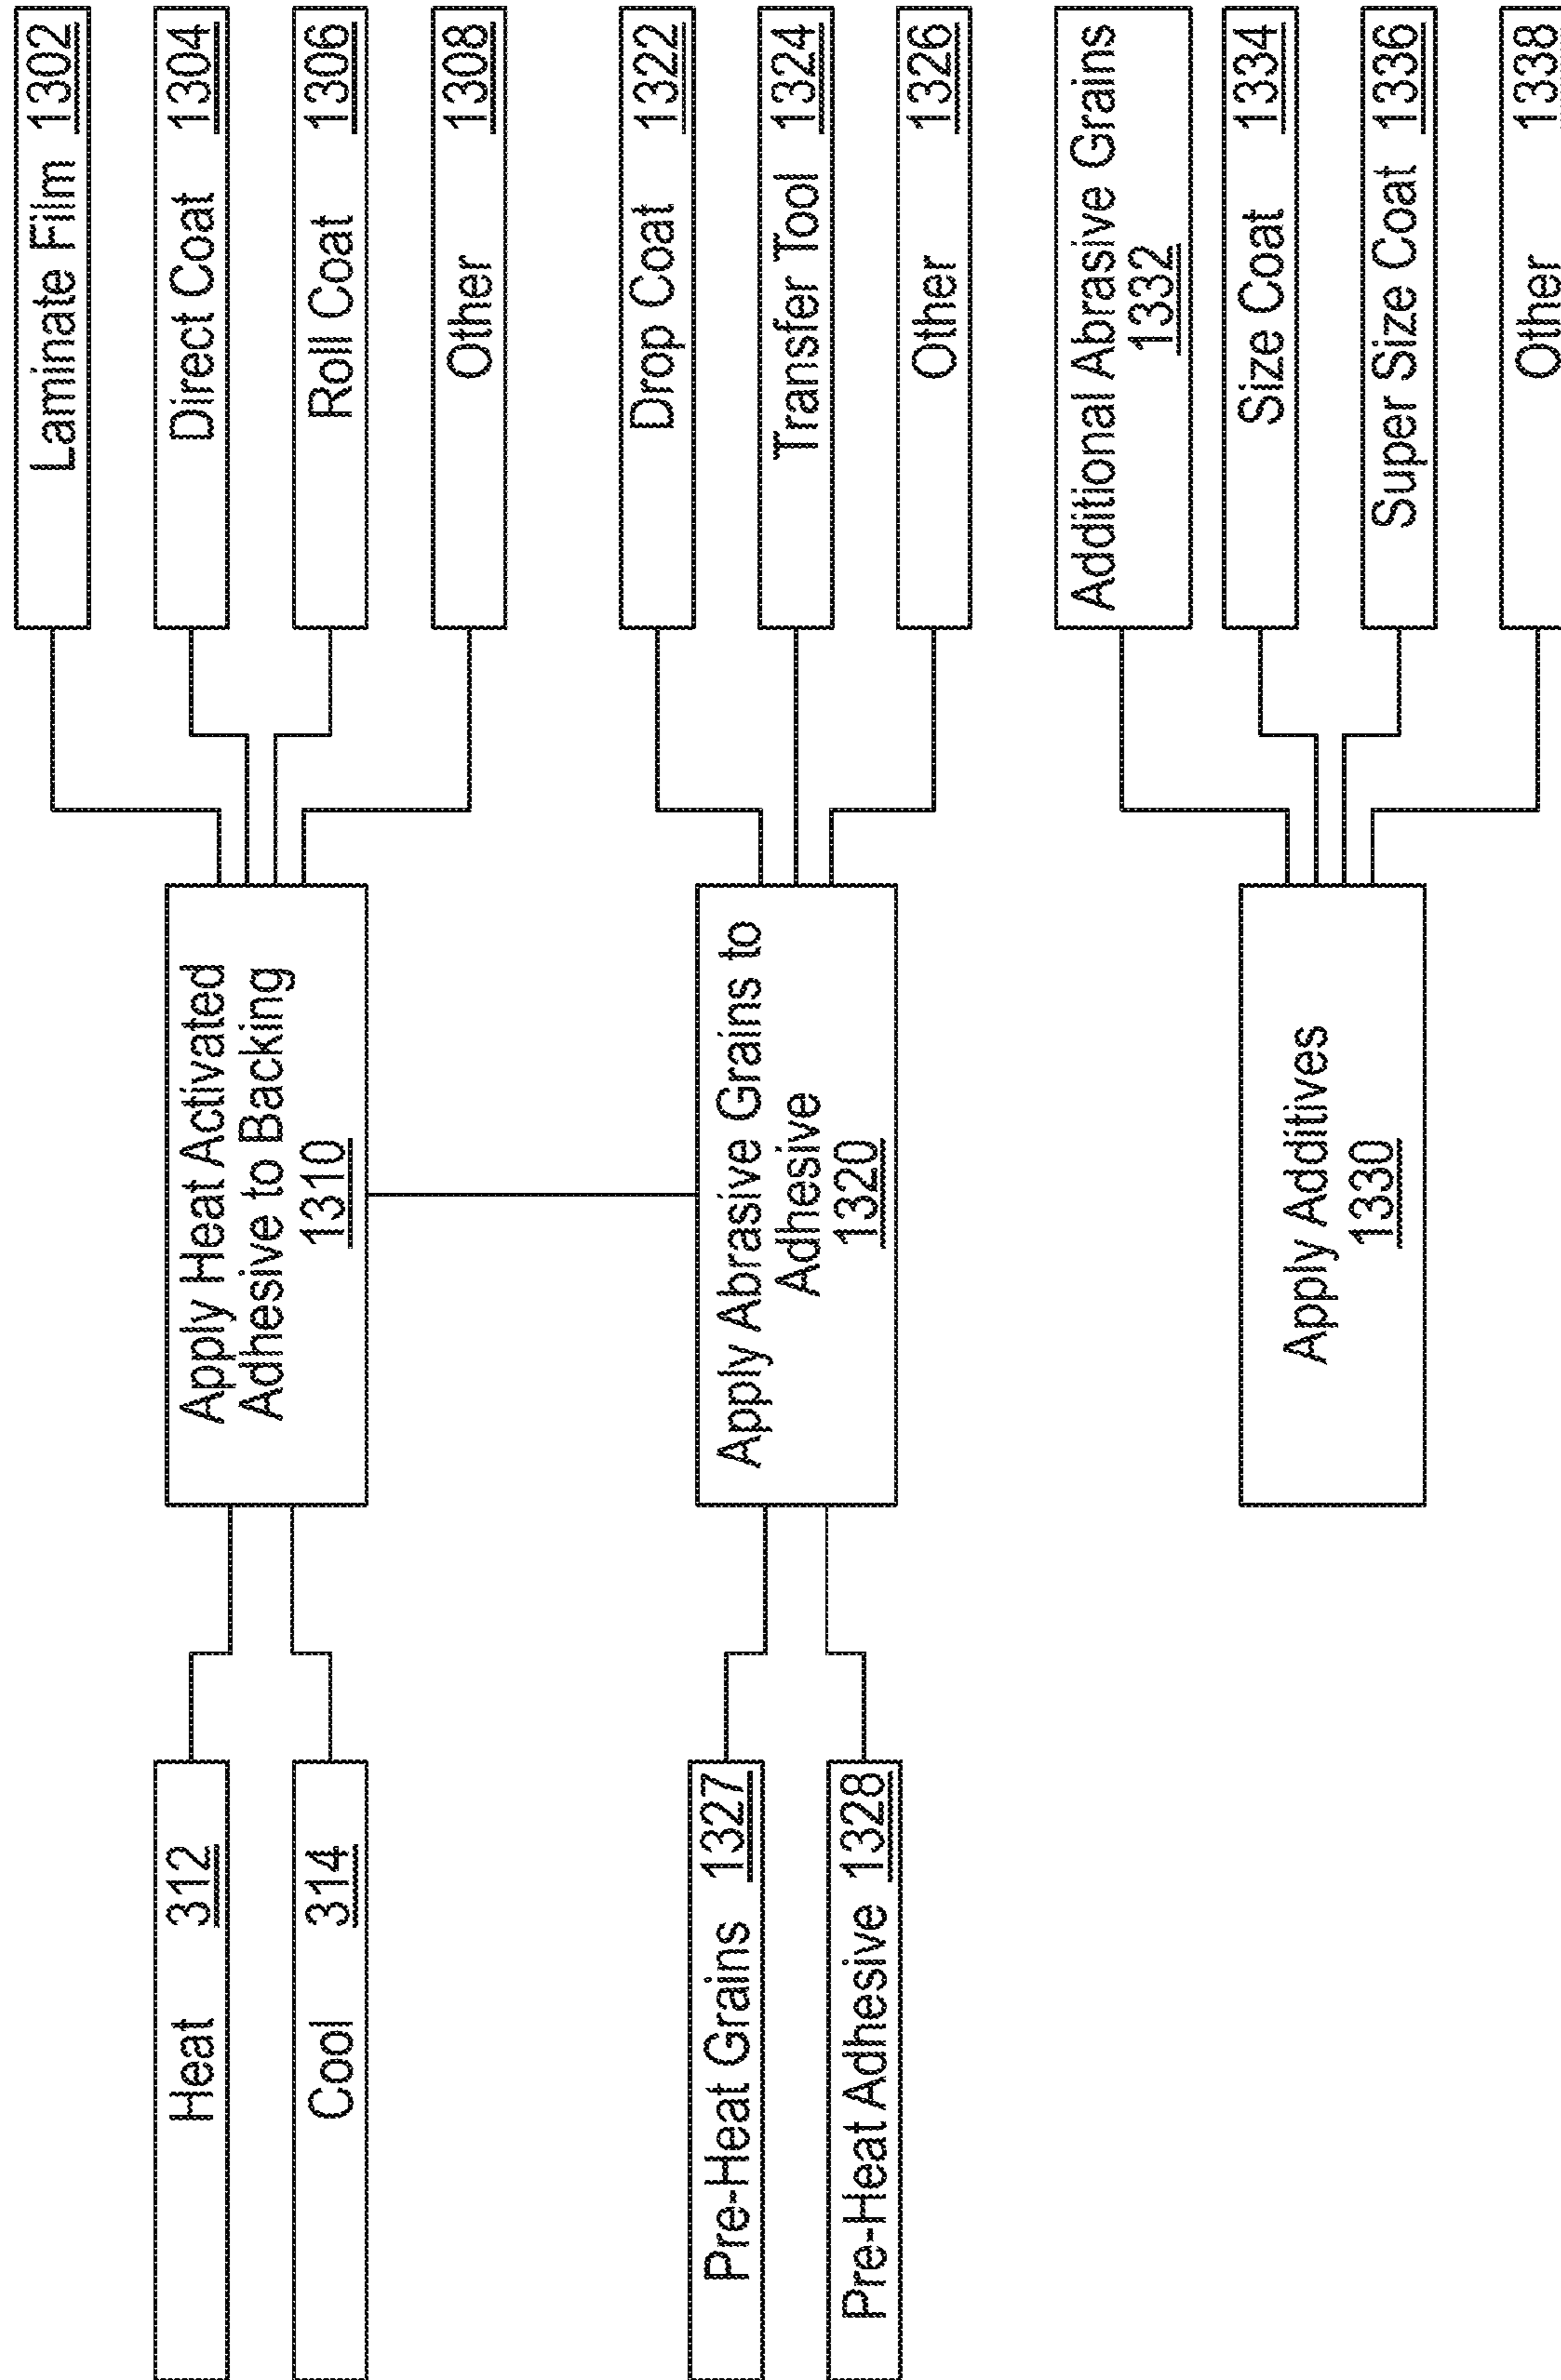 Laminate Film 1302
Direct Coat 1304
Roll Coat 1306
Other 1308
Apply Heat Activated
Adhesive to Backing
1310
Heat 312
Cool 314
Drop Coat 1322
Transfer Tool 1324
Other 1326
Apply Abrasive Grains to
Adhesive
1320
Pre-Heat Grains 1327
Pre-Heat Adhesive 1328
Additional Abrasive Grains
1332
Size Coat 1334
Super Size Coat 1336
Other 1338
Apply Additives
1330